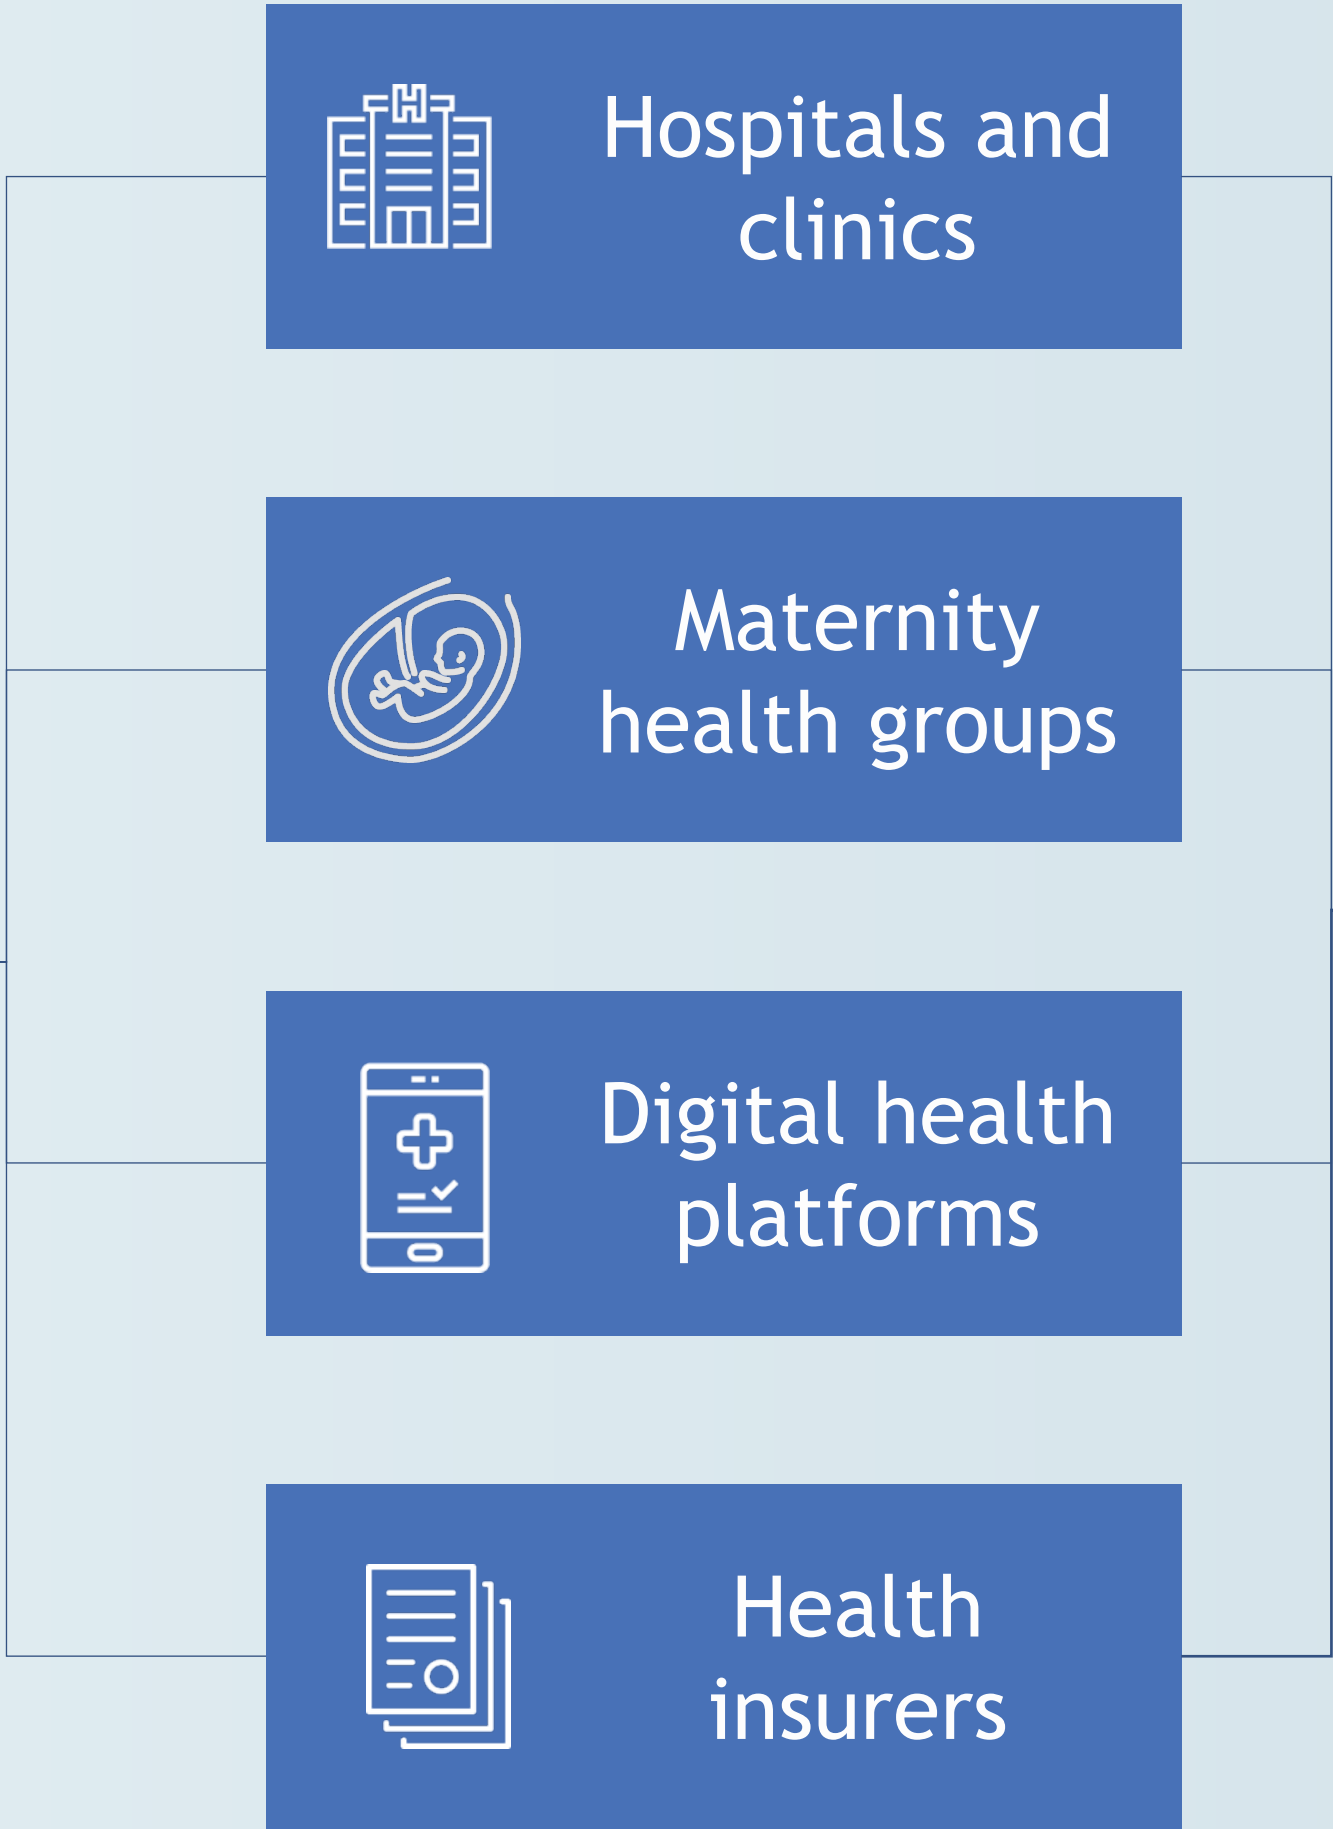 Hospitals and
clinics
Maternity
health groups
Digital health
platforms
Health
insurers